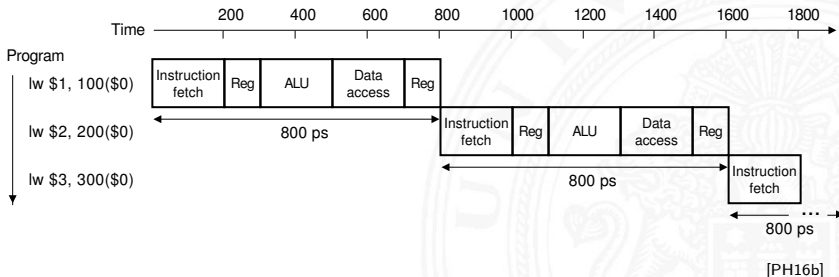 200 400 600 800 1000 1200 1400 1600 1800
Time
Program
lw $1, 100($0)
Instruction fetch
Reg
ALU
Data access
Reg
800 ps
lw $2, 200($0)
Instruction fetch
Reg
ALU
Data access
Reg
800 ps
lw $3, 300($0)
Instruction fetch
...
800 ps
[PH16b]